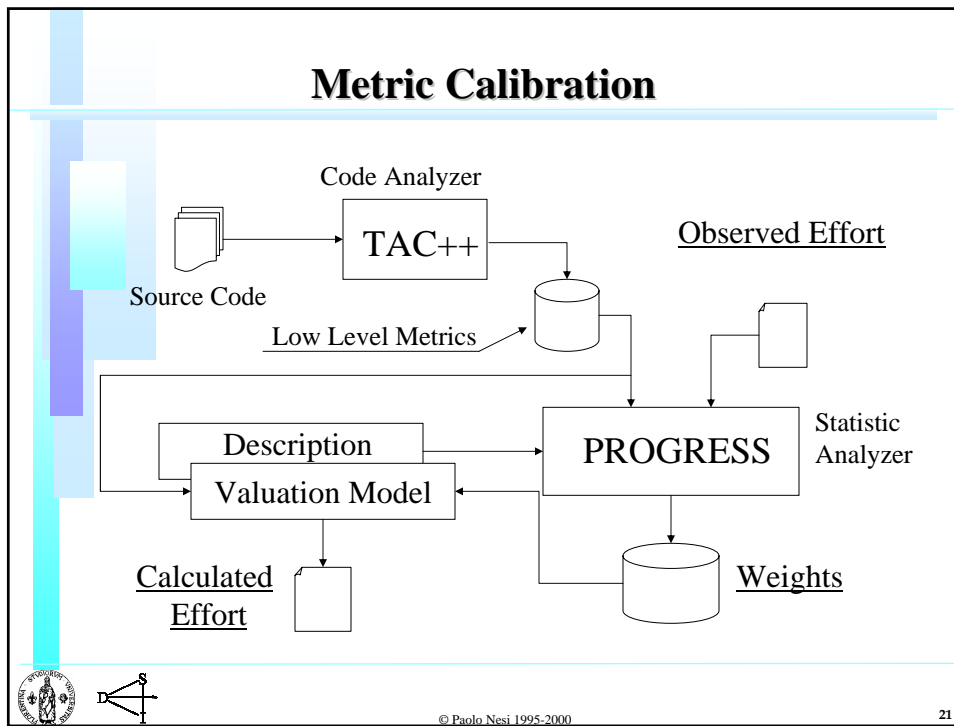 Metric Calibration
Code Analyzer
TAC++
Observed Effort
Source Code
Low Level Metrics
Description
PROGRESS
Statistic
Analyzer
Valuation Model
Calculated
Effort
Weights
D S I
© Paolo Nesi 1995-2000
21